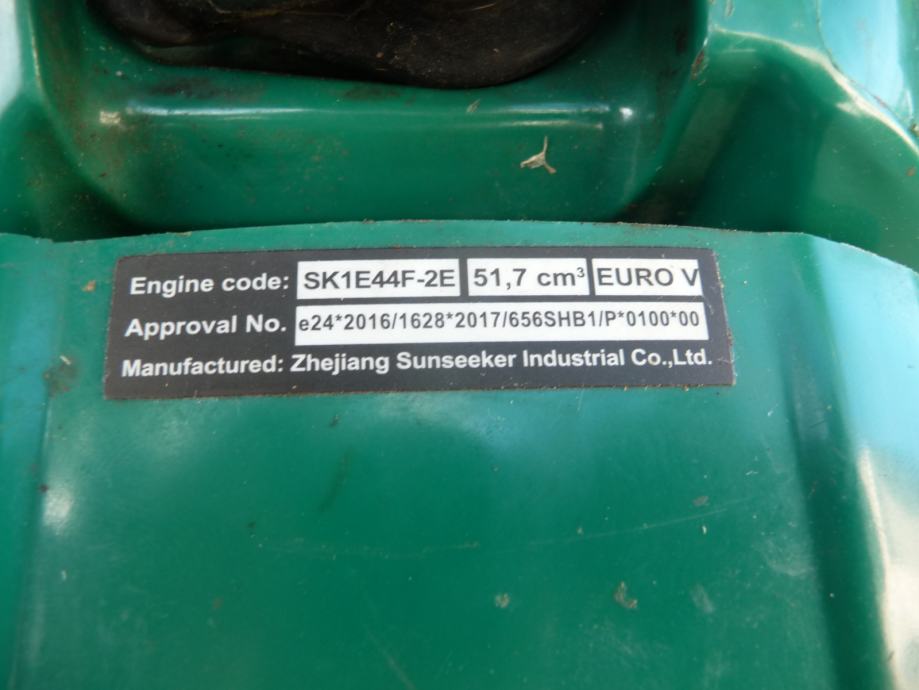 Engine code: SK1E44F-2E 51,7 cm³ EURO V
Approval No. e24*2016/1628*2017/656SHB1/P*0100*00
Manufactured: Zhejiang Sunseeker Industrial Co.,Ltd.